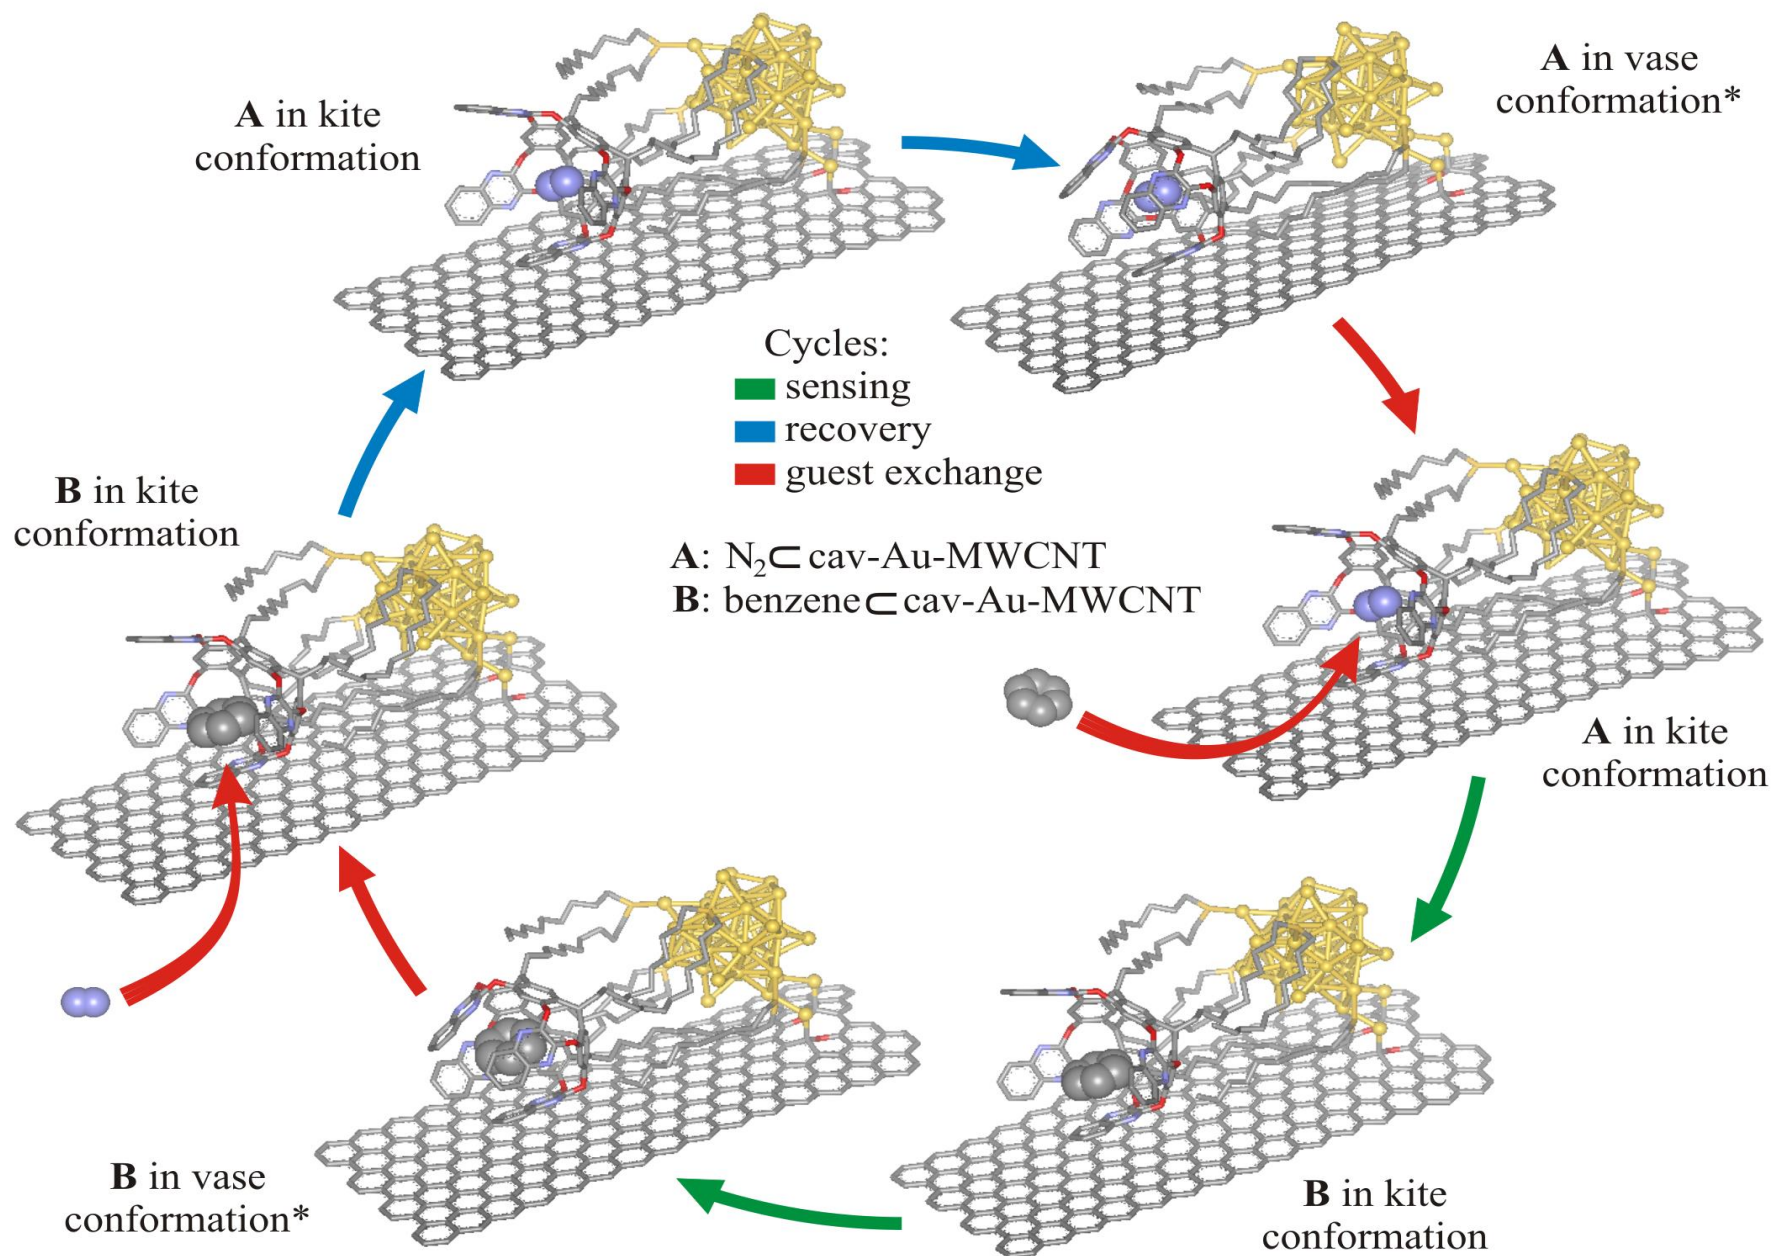 A in kite
conformation
A in vase
conformation*
Cycles:
sensing
recovery
guest exchange
B in kite
conformation
A: N₂⊂ cav-Au-MWCNT
B: benzene⊂ cav-Au-MWCNT
A in kite
conformation
B in vase
conformation*
B in kite
conformation